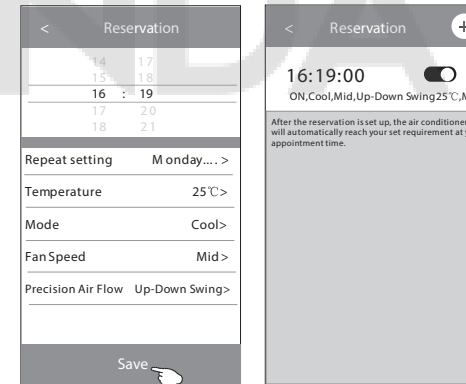 < Reservation
14 17
15 18
16 : 19
17 20
18 21
Repeat setting Monday.... >
Temperature 25℃>
Mode Cool>
Fan Speed Mid>
Precision Air Flow Up-Down Swing>
Save
< Reservation +
16:19:00
ON,Cool,Mid,Up-Down Swing25℃,M
After the reservation is set up, the air conditioner
will automatically reach your set requirement at
appointment time.